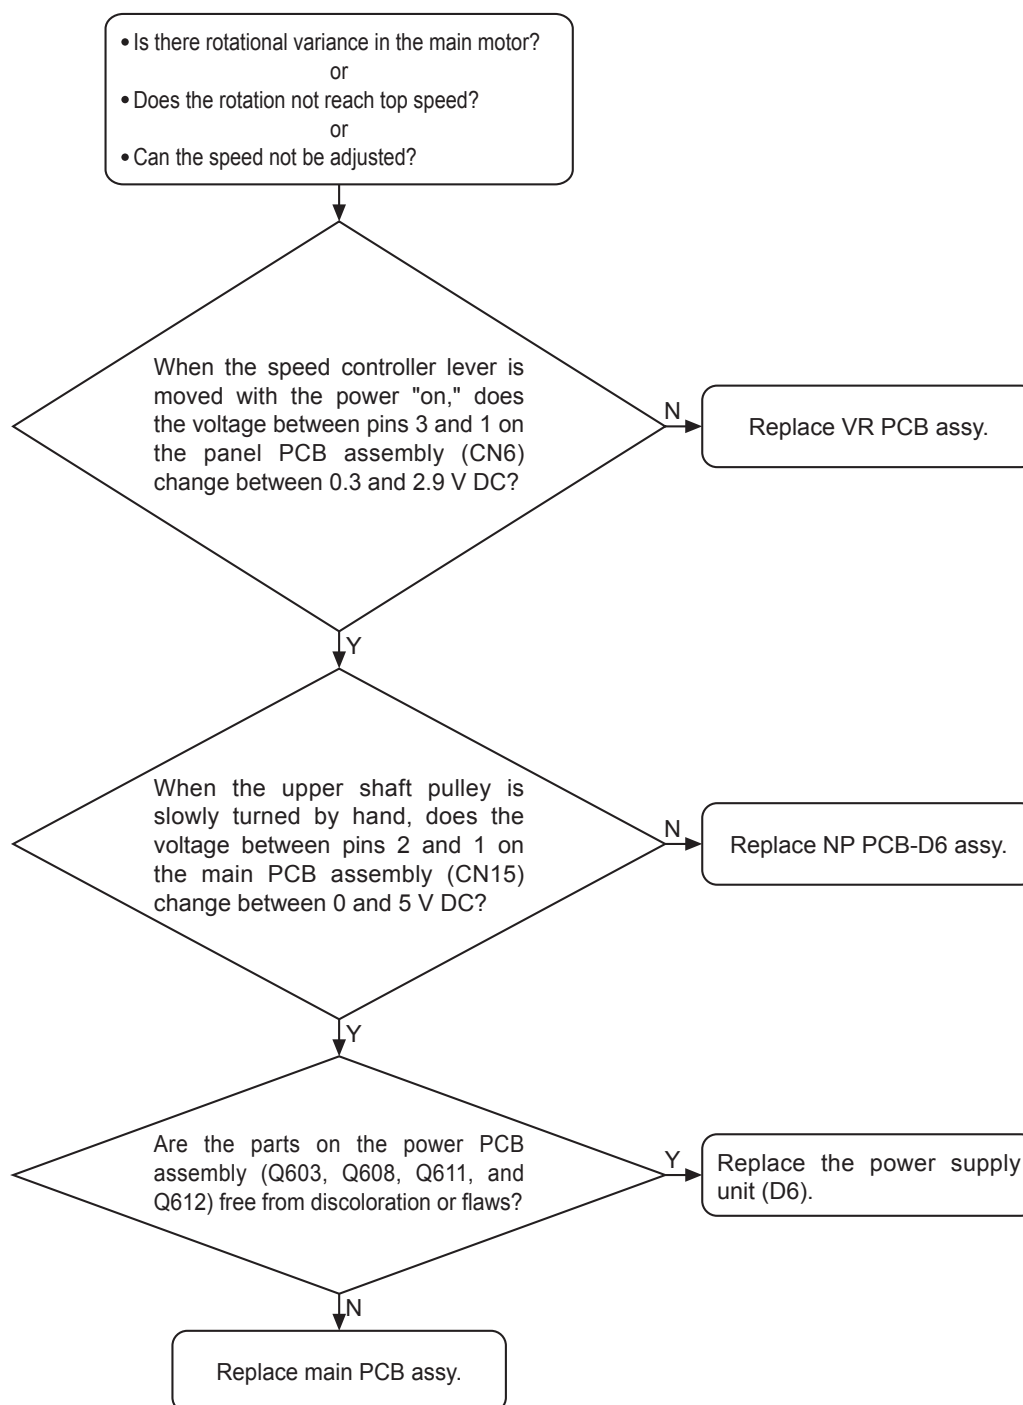 • Is there rotational variance in the main motor?
or
• Does the rotation not reach top speed?
or
• Can the speed not be adjusted?
When the speed controller lever is
moved with the power "on," does
the voltage between pins 3 and 1 on
the panel PCB assembly (CN6)
change between 0.3 and 2.9 V DC?
N
Replace VR PCB assy.
Y
When the upper shaft pulley is
slowly turned by hand, does the
voltage between pins 2 and 1 on
the main PCB assembly (CN15)
change between 0 and 5 V DC?
N
Replace NP PCB-D6 assy.
Y
Are the parts on the power PCB
assembly (Q603, Q608, Q611, and
Q612) free from discoloration or flaws?
Y
Replace the power supply
unit (D6).
N
Replace main PCB assy.